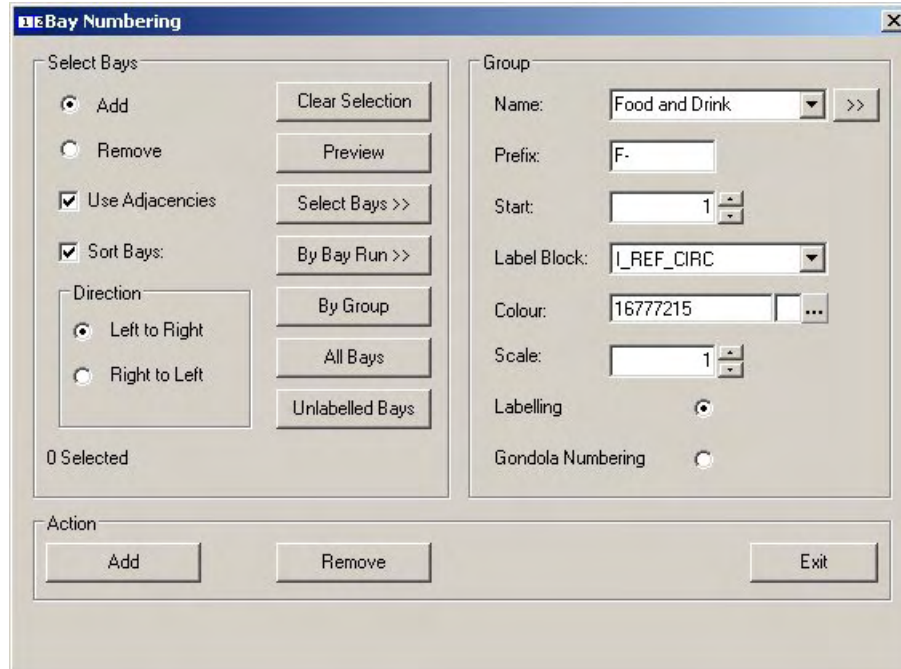 Bay Numbering
Select Bays
Add
Remove
Use Adjacencies
Sort Bays:
Direction
Left to Right
Right to Left
0 Selected
Clear Selection
Preview
Select Bays >>
By Bay Run >>
By Group
All Bays
Unlabelled Bays
Group
Name: Food and Drink >>
Prefix: F-
Start: 1
Label Block: I_REF_CIRC
Colour: 16777215 ...
Scale: 1
Labelling
Gondola Numbering
Action
Add Remove Exit